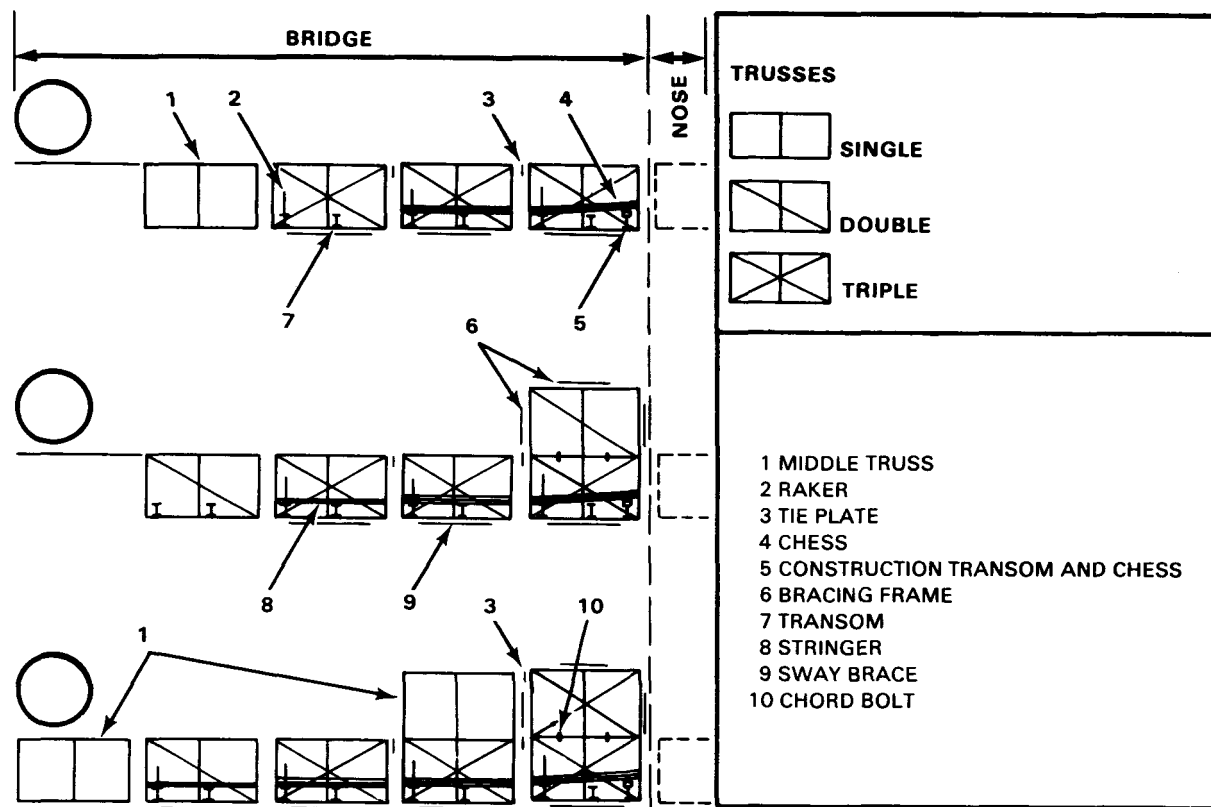 BRIDGE
NOSE
1
2
3
4
7
5
6
8
9
3
10
1
TRUSSES
SINGLE
DOUBLE
TRIPLE
1 MIDDLE TRUSS
2 RAKER
3 TIE PLATE
4 CHESS
5 CONSTRUCTION TRANSOM AND CHESS
6 BRACING FRAME
7 TRANSOM
8 STRINGER
9 SWAY BRACE
10 CHORD BOLT